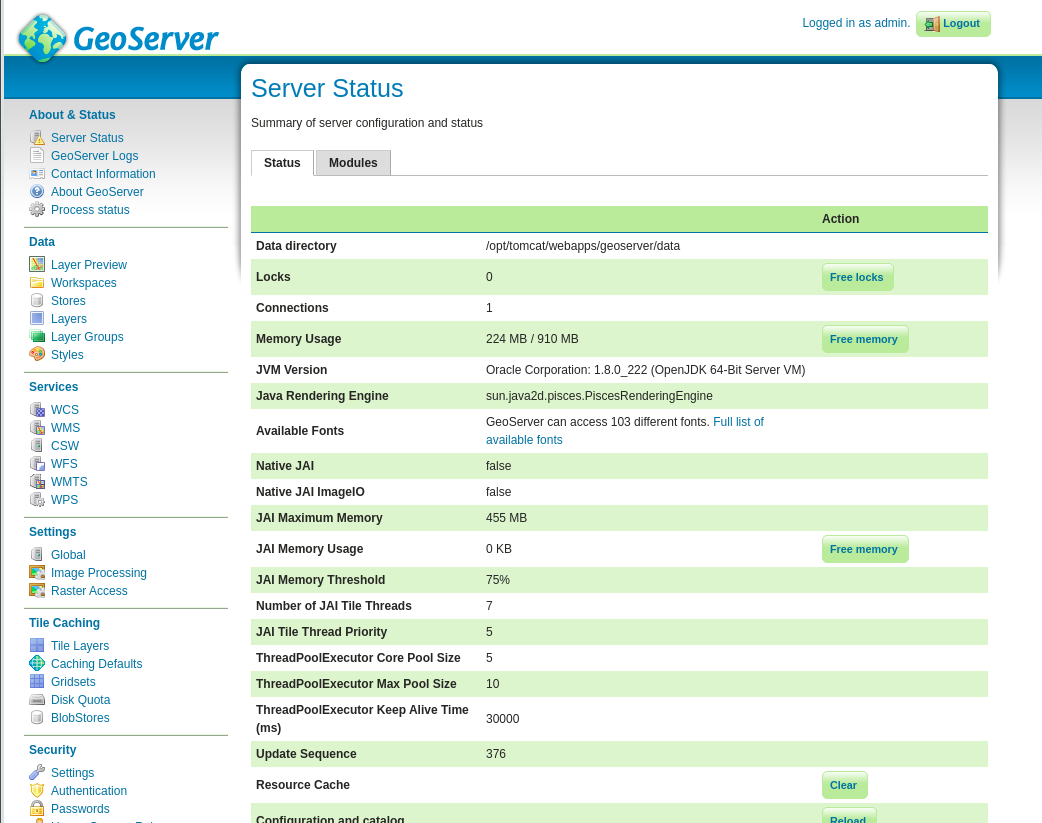 GeoServer
Logged in as admin. Logout
About & Status
Server Status
GeoServer Logs
Contact Information
About GeoServer
Process status
Data
Layer Preview
Workspaces
Stores
Layers
Layer Groups
Styles
Services
WCS
WMS
CSW
WFS
WMTS
WPS
Settings
Global
Image Processing
Raster Access
Tile Caching
Tile Layers
Caching Defaults
Gridsets
Disk Quota
BlobStores
Security
Settings
Authentication
Passwords
Server Status
Summary of server configuration and status
Status Modules
Action
Data directory /opt/tomcat/webapps/geoserver/data
Locks 0 Free locks
Connections 1
Memory Usage 224 MB / 910 MB Free memory
JVM Version Oracle Corporation: 1.8.0_222 (OpenJDK 64-Bit Server VM)
Java Rendering Engine sun.java2d.pisces.PiscesRenderingEngine
Available Fonts GeoServer can access 103 different fonts. Full list of
available fonts
Native JAI false
Native JAI ImageIO false
JAI Maximum Memory 455 MB
JAI Memory Usage 0 KB Free memory
JAI Memory Threshold 75%
Number of JAI Tile Threads 7
JAI Tile Thread Priority 5
ThreadPoolExecutor Core Pool Size 5
ThreadPoolExecutor Max Pool Size 10
ThreadPoolExecutor Keep Alive Time
(ms) 30000
Update Sequence 376
Resource Cache Clear
Configuration and catalog Reload